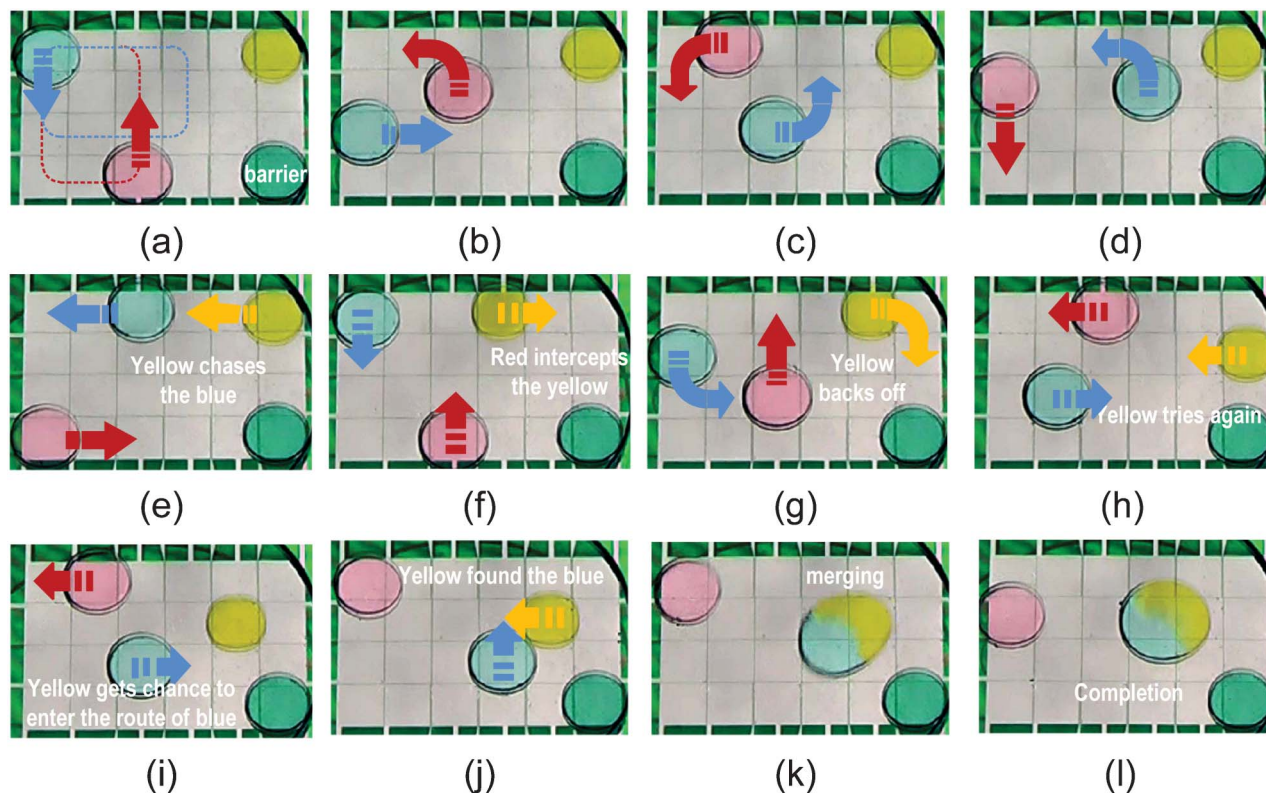 barrier
(a)
(b)
(c)
(d)
Yellow chases
the blue
Red intercepts
the yellow
Yellow
backs off
Yellow tries again
(e)
(f)
(g)
(h)
Yellow gets chance to
enter the route of blue
Yellow found the blue
merging
Completion
(i)
(j)
(k)
(l)